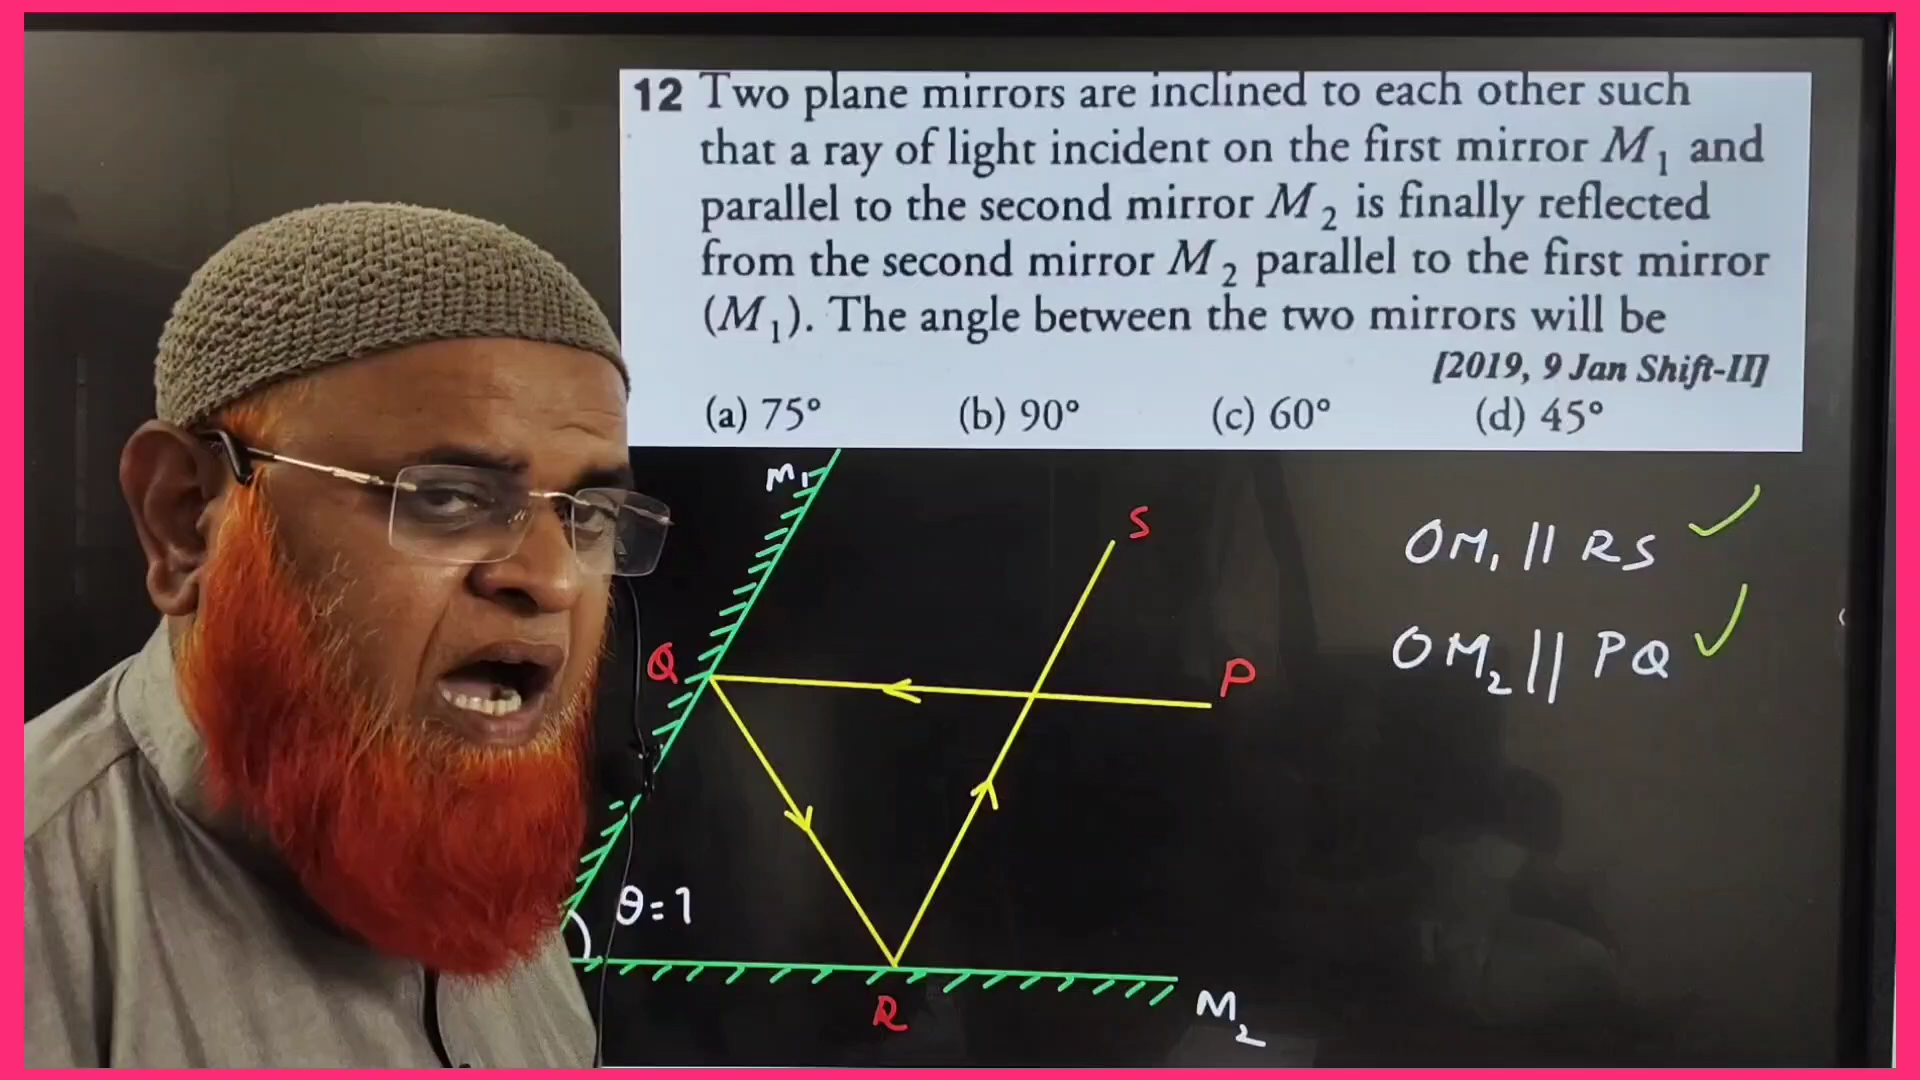 12 Two plane mirrors are inclined to each other such
that a ray of light incident on the first mirror M₁ and
parallel to the second mirror M₂ is finally reflected
from the second mirror M₂ parallel to the first mirror
(M₁). The angle between the two mirrors will be
[2019, 9 Jan Shift-II]
(a) 75° (b) 90° (c) 60° (d) 45°
M₁
S
OM₁ || RS
Q
P
OM₂ || PQ
θ=?
R
M₂